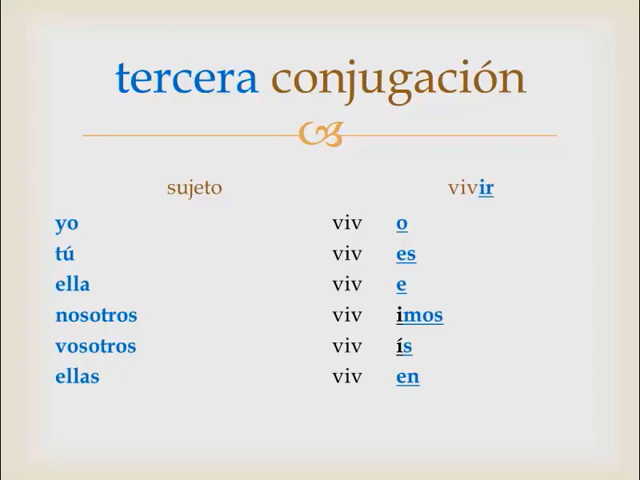 tercera conjugación
sujeto vivir
yo viv o
tú viv es
ella viv e
nosotros viv imos
vosotros viv ís
ellas viv en